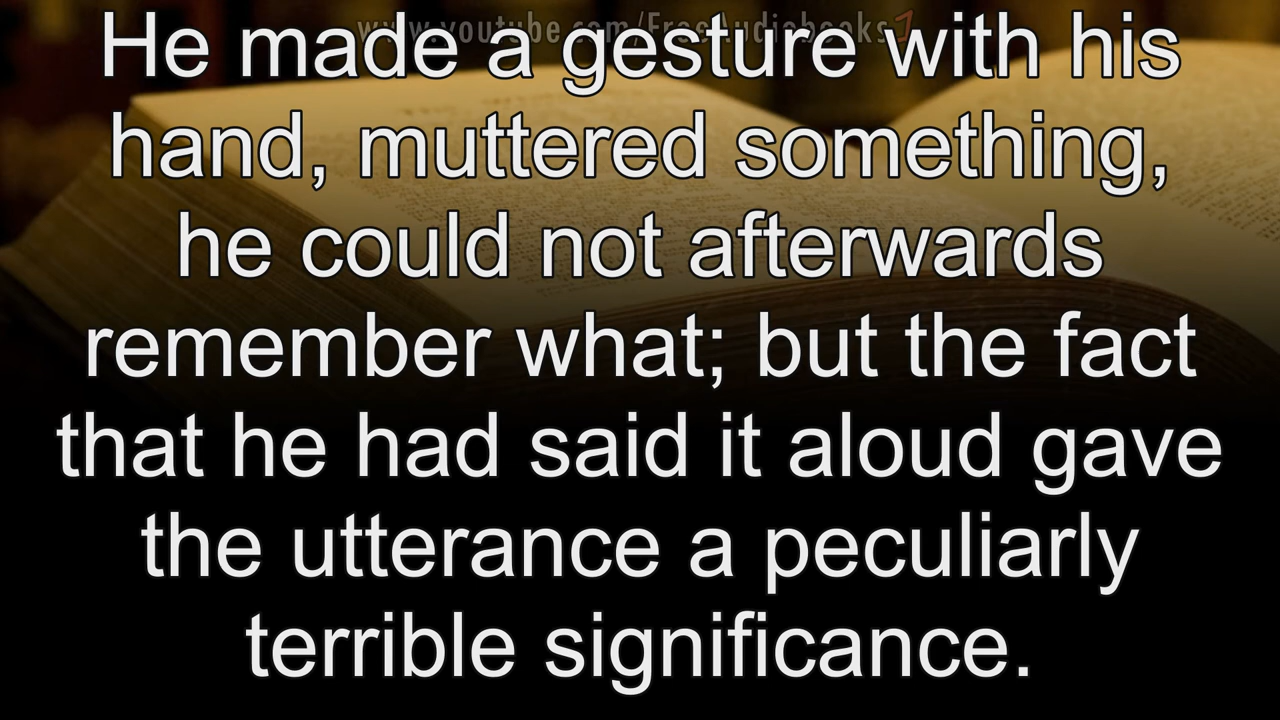 www.youtube.com/FreeAudiobooks7
He made a gesture with his
hand, muttered something,
he could not afterwards
remember what; but the fact
that he had said it aloud gave
the utterance a peculiarly
terrible significance.